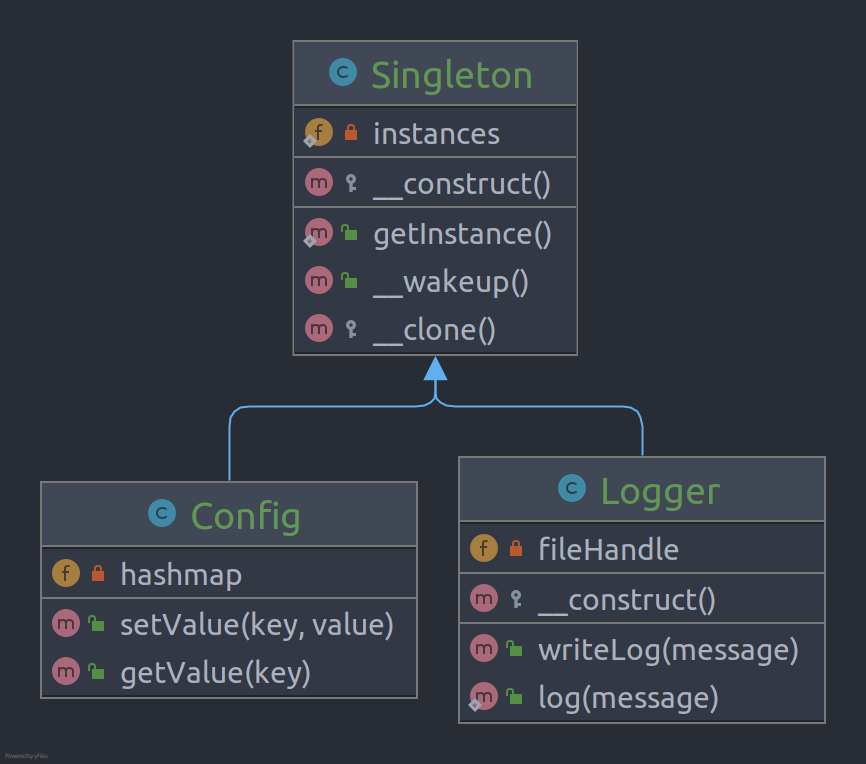 Singleton
instances
__construct()
getInstance()
__wakeup()
__clone()
Config
hashmap
setValue(key, value)
getValue(key)
Logger
fileHandle
__construct()
writeLog(message)
log(message)
Powered by yFiles